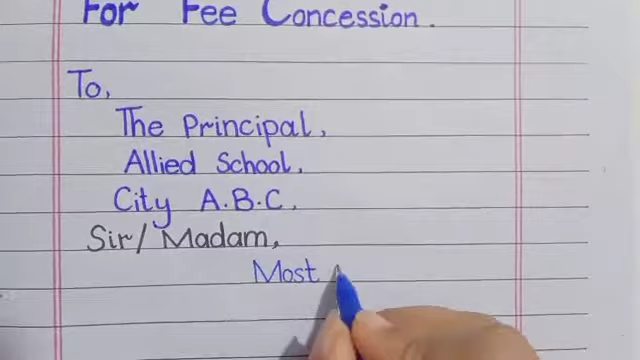 For Fee Concession.
To,
The Principal,
Allied School,
City A.B.C.
Sir/Madam,
Most